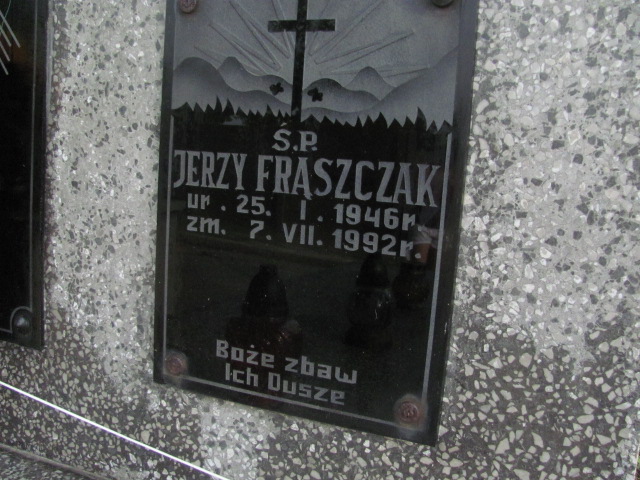 Ś.P.
JERZY FRĄSZCZAK
ur. 25. I. 1946r.
zm. 7. VII. 1992r.
Boże zbaw
Ich Dusze